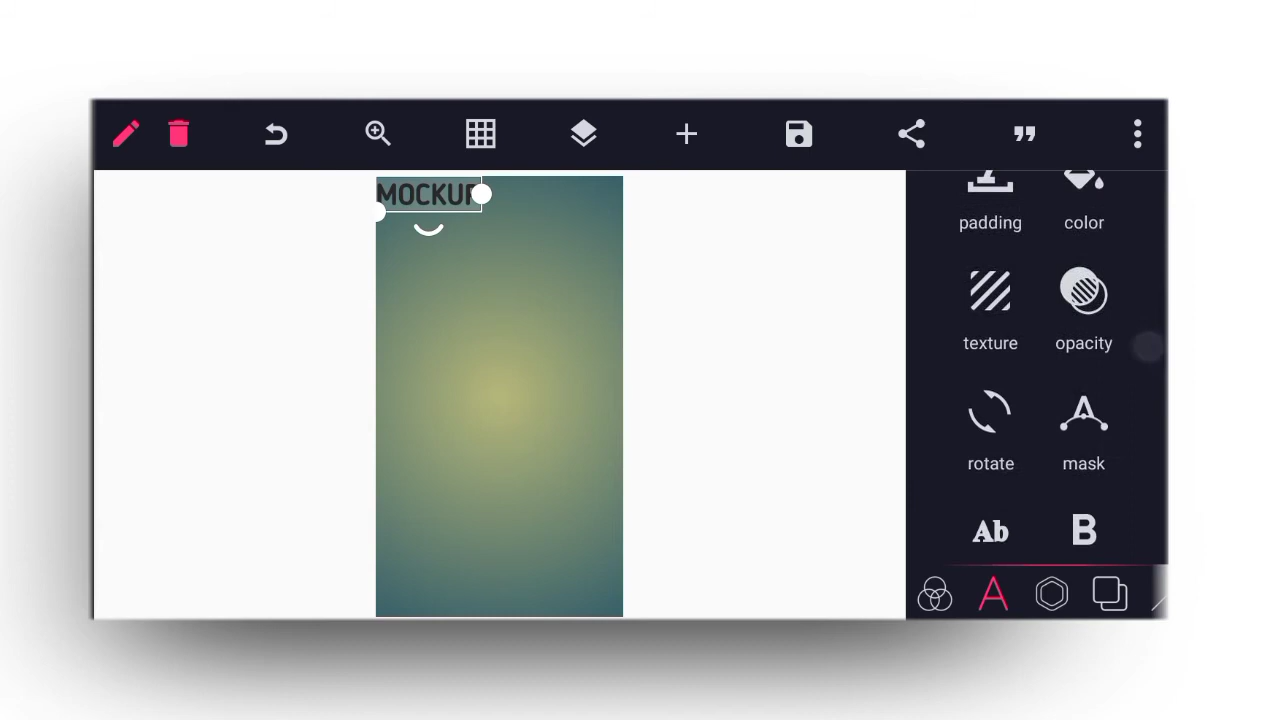 MOCKUP
padding color
texture opacity
rotate mask
Ab B